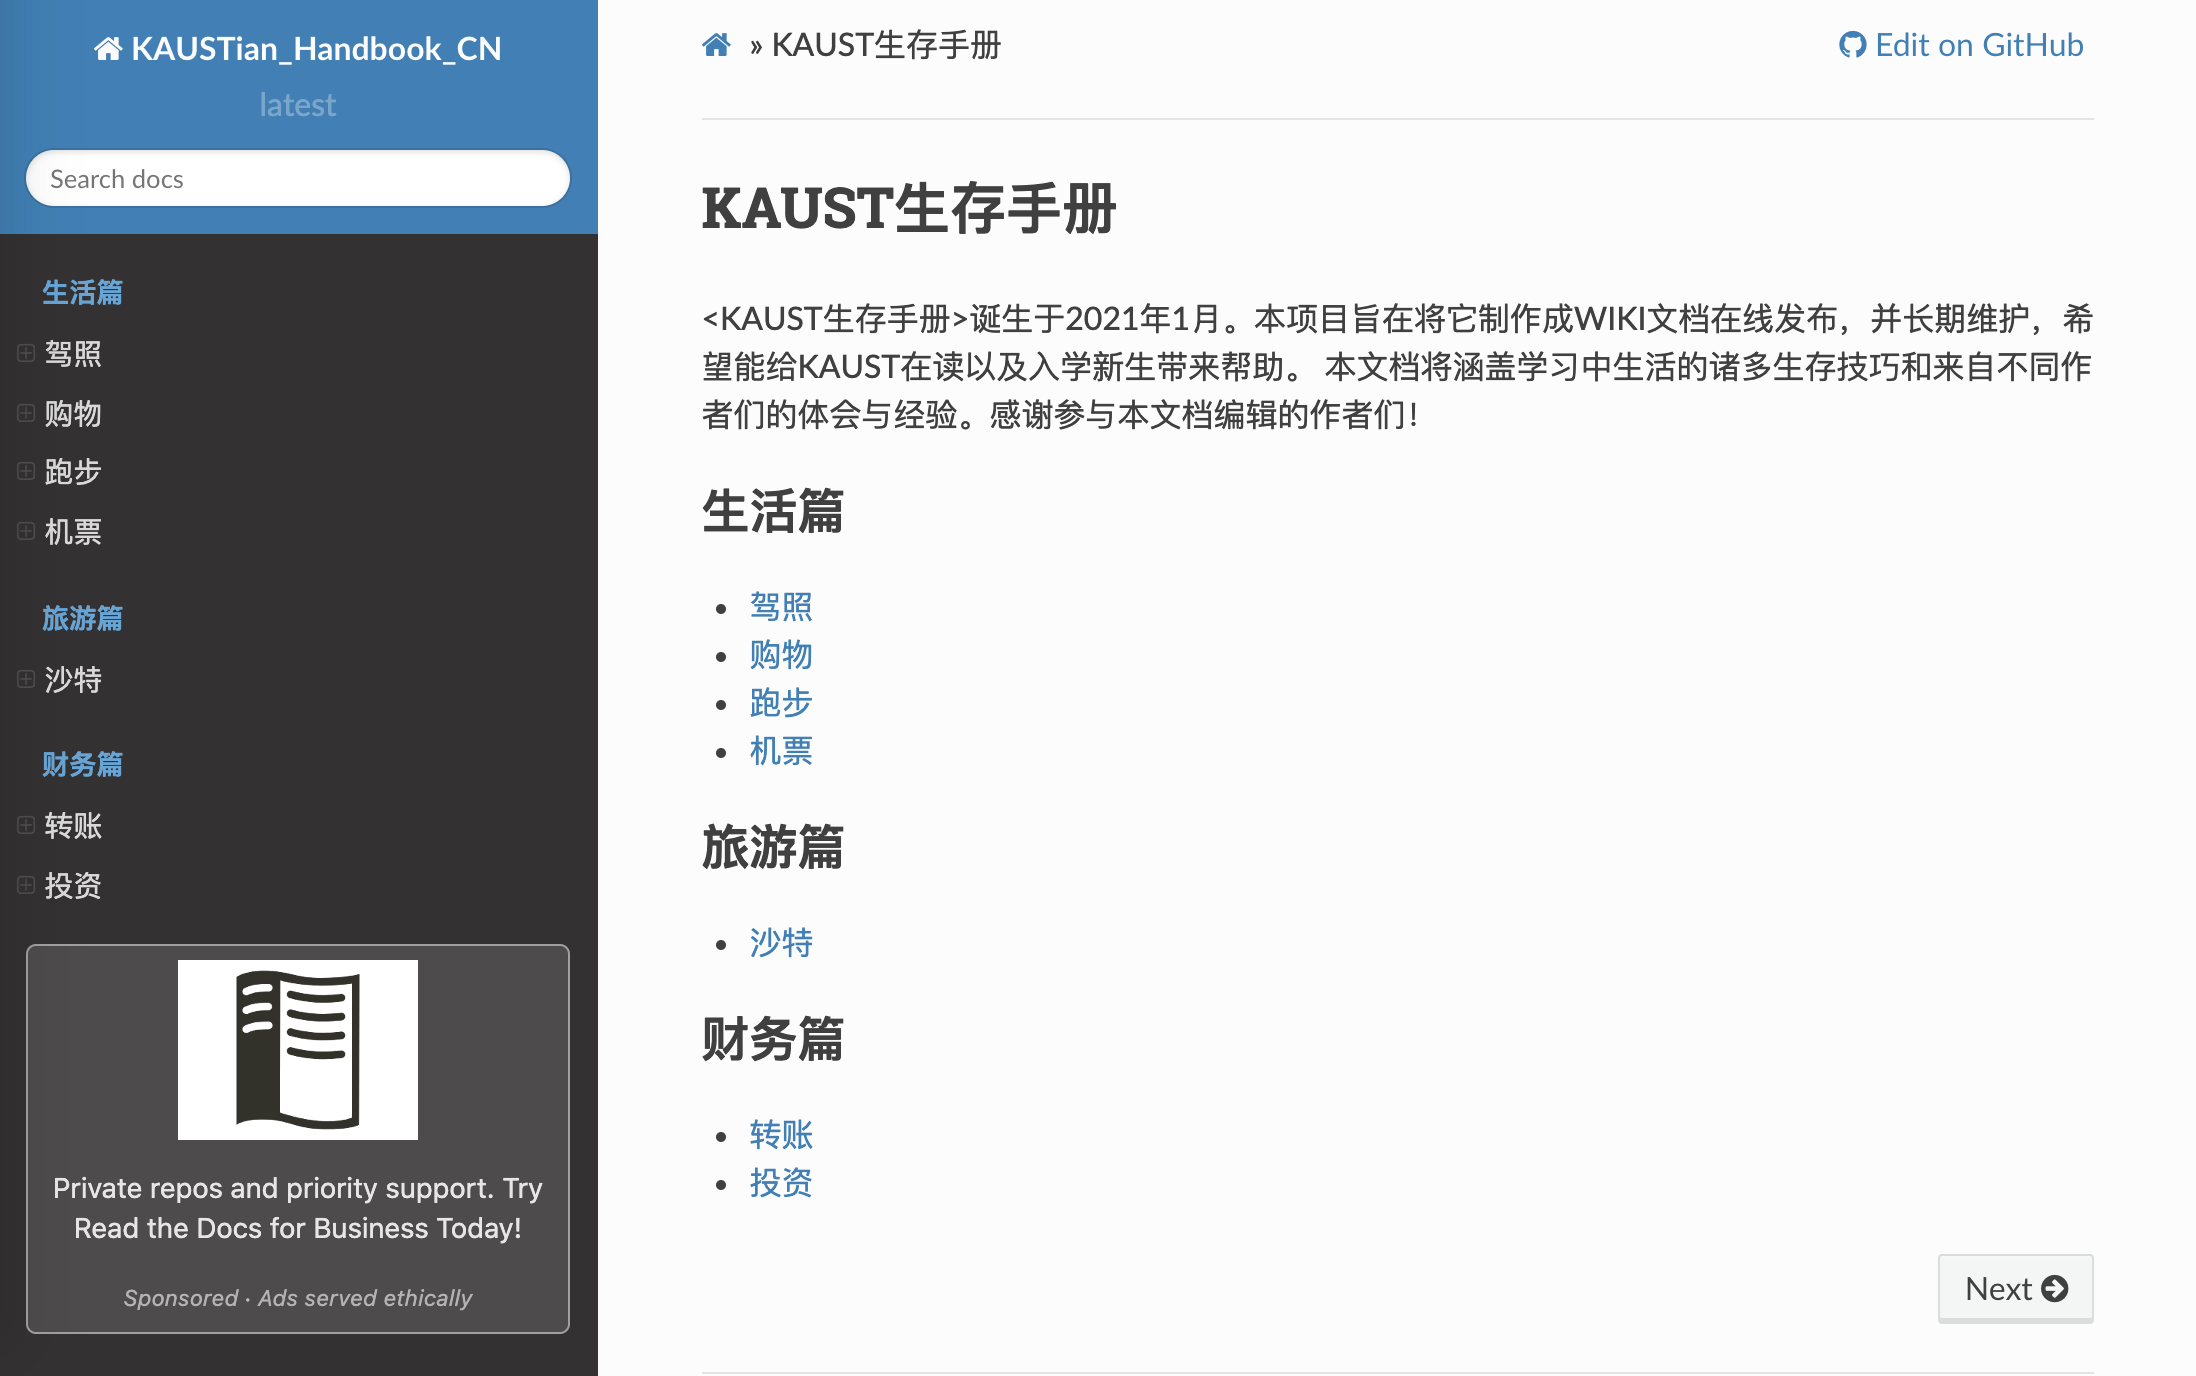 KAUSTian_Handbook_CN
latest
Search docs
生活篇
驾照
购物
跑步
机票
旅游篇
沙特
财务篇
转账
投资
Private repos and priority support. Try
Read the Docs for Business Today!
Sponsored · Ads served ethically
» KAUST生存手册
Edit on GitHub
KAUST生存手册
<KAUST生存手册>诞生于2021年1月。本项目旨在将它制作成WIKI文档在线发布，并长期维护，希
望能给KAUST在读以及入学新生带来帮助。 本文档将涵盖学习中生活的诸多生存技巧和来自不同作
者们的体会与经验。感谢参与本文档编辑的作者们！
生活篇
• 驾照
• 购物
• 跑步
• 机票
旅游篇
• 沙特
财务篇
• 转账
• 投资
Next